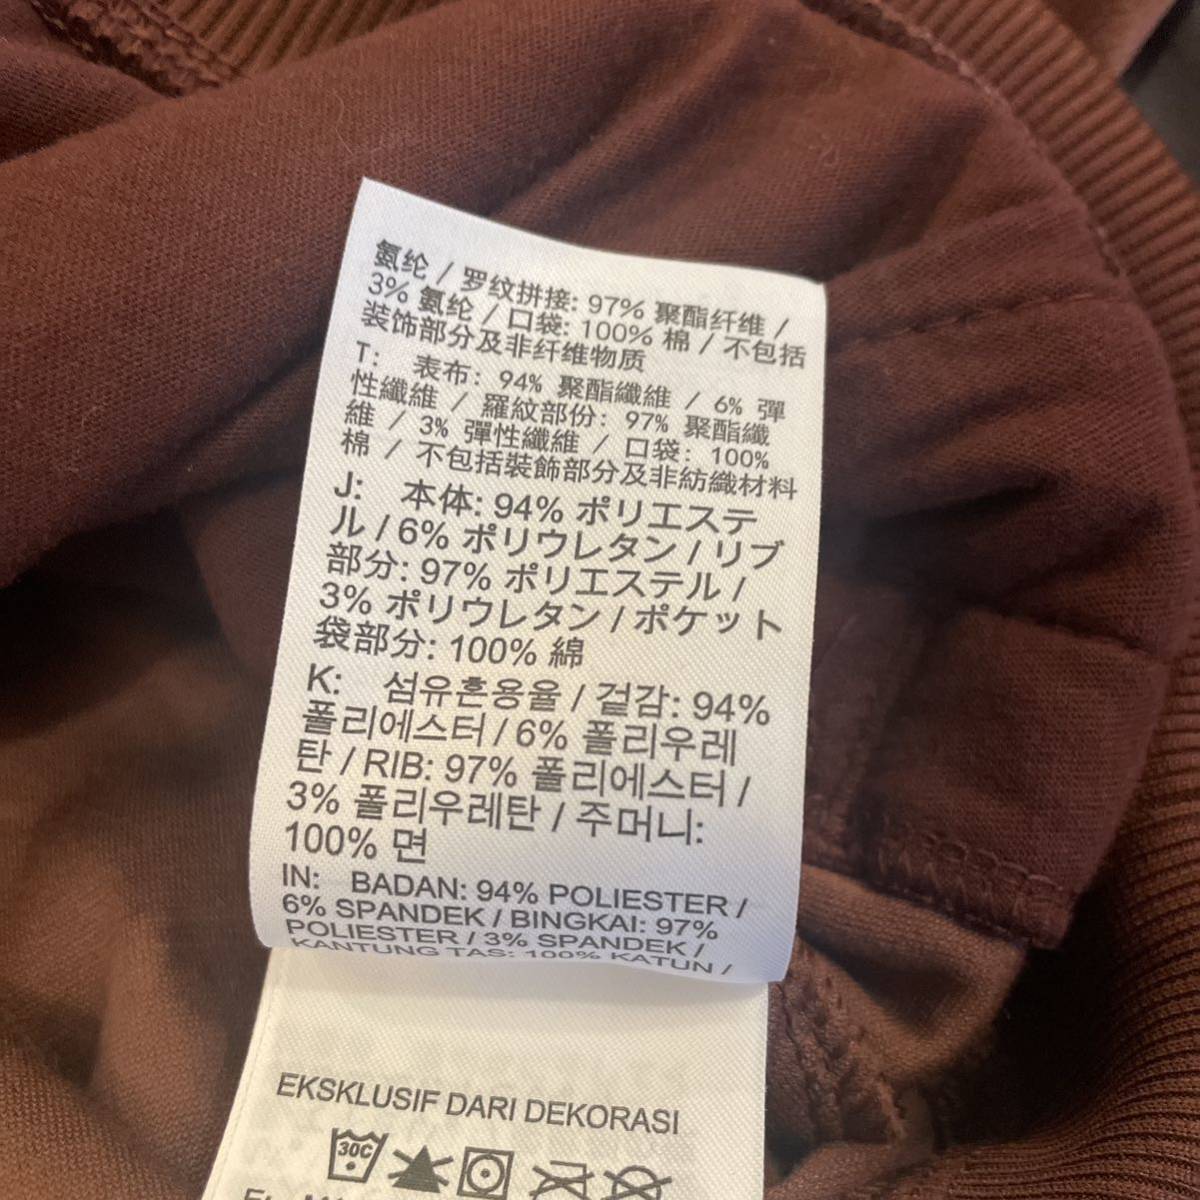 氨纶 / 罗纹拼接: 97% 聚酯纤维 /
3% 氨纶 / 口袋: 100% 棉 / 不包括
装饰部分及非纤维物质
T: 表布: 94% 聚酯纖維 / 6% 彈
性纖維 / 羅紋部份: 97% 聚酯纖
維 / 3% 彈性纖維 / 口袋: 100%
棉 / 不包括裝飾部分及非紡織材料
J: 本体: 94% ポリエステ
ル / 6% ポリウレタン / リブ
部分: 97% ポリエステル /
3% ポリウレタン / ポケット
袋部分: 100% 綿
K: 섬유혼용율 / 겉감: 94%
폴리에스터 / 6% 폴리우레
탄 / RIB: 97% 폴리에스터 /
3% 폴리우레탄 / 주머니:
100% 면
IN: BADAN: 94% POLIESTER /
6% SPANDEK / BINGKAI: 97%
POLIESTER / 3% SPANDEK /
KANTUNG TAS: 100% KATUN /
EKSKLUSIF DARI DEKORASI
30C